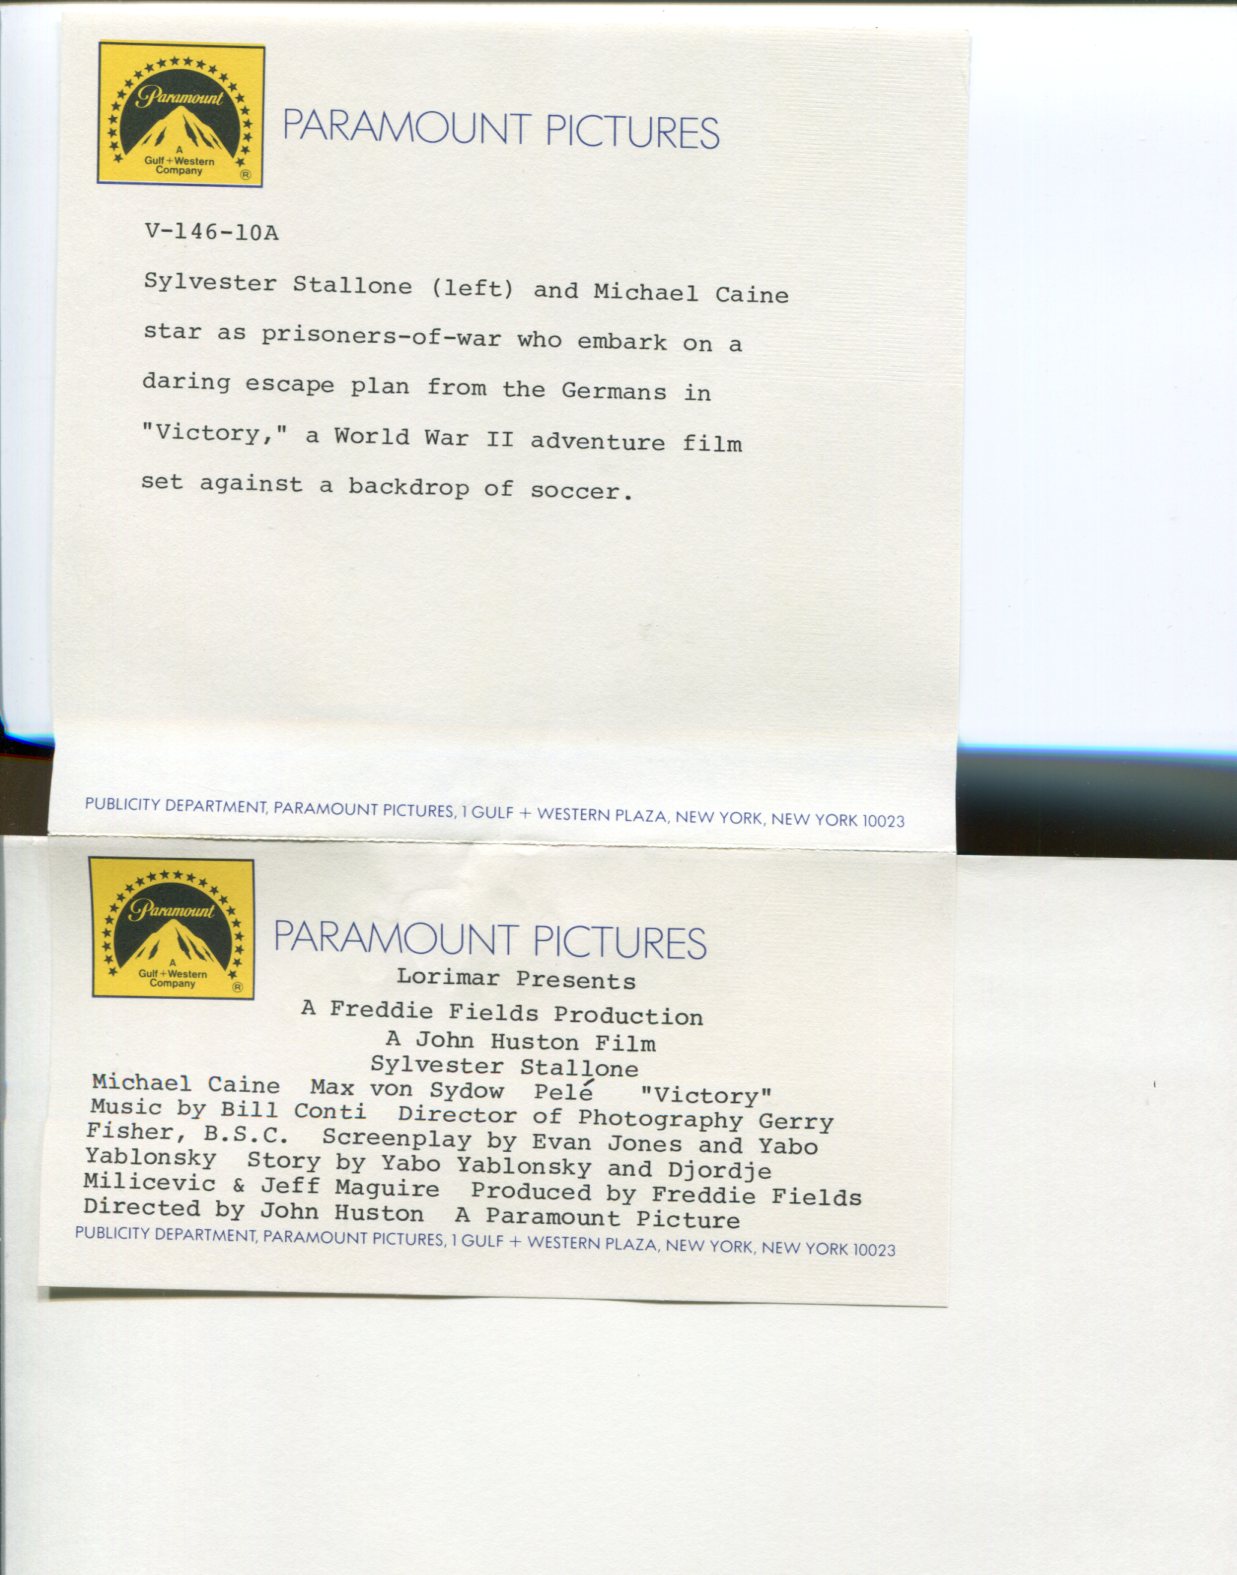 Paramount
A
Gulf + Western
Company
®
PARAMOUNT PICTURES
V-146-10A
Sylvester Stallone (left) and Michael Caine
star as prisoners-of-war who embark on a
daring escape plan from the Germans in
"Victory," a World War II adventure film
set against a backdrop of soccer.
PUBLICITY DEPARTMENT, PARAMOUNT PICTURES, 1 GULF + WESTERN PLAZA, NEW YORK, NEW YORK 10023
Paramount
A
Gulf + Western
Company
®
PARAMOUNT PICTURES
Lorimar Presents
A Freddie Fields Production
A John Huston Film
Sylvester Stallone
Michael Caine Max von Sydow Pelé "Victory"
Music by Bill Conti Director of Photography Gerry
Fisher, B.S.C. Screenplay by Evan Jones and Yabo
Yablonsky Story by Yabo Yablonsky and Djordje
Milicevic & Jeff Maguire Produced by Freddie Fields
Directed by John Huston A Paramount Picture
PUBLICITY DEPARTMENT, PARAMOUNT PICTURES, 1 GULF + WESTERN PLAZA, NEW YORK, NEW YORK 10023